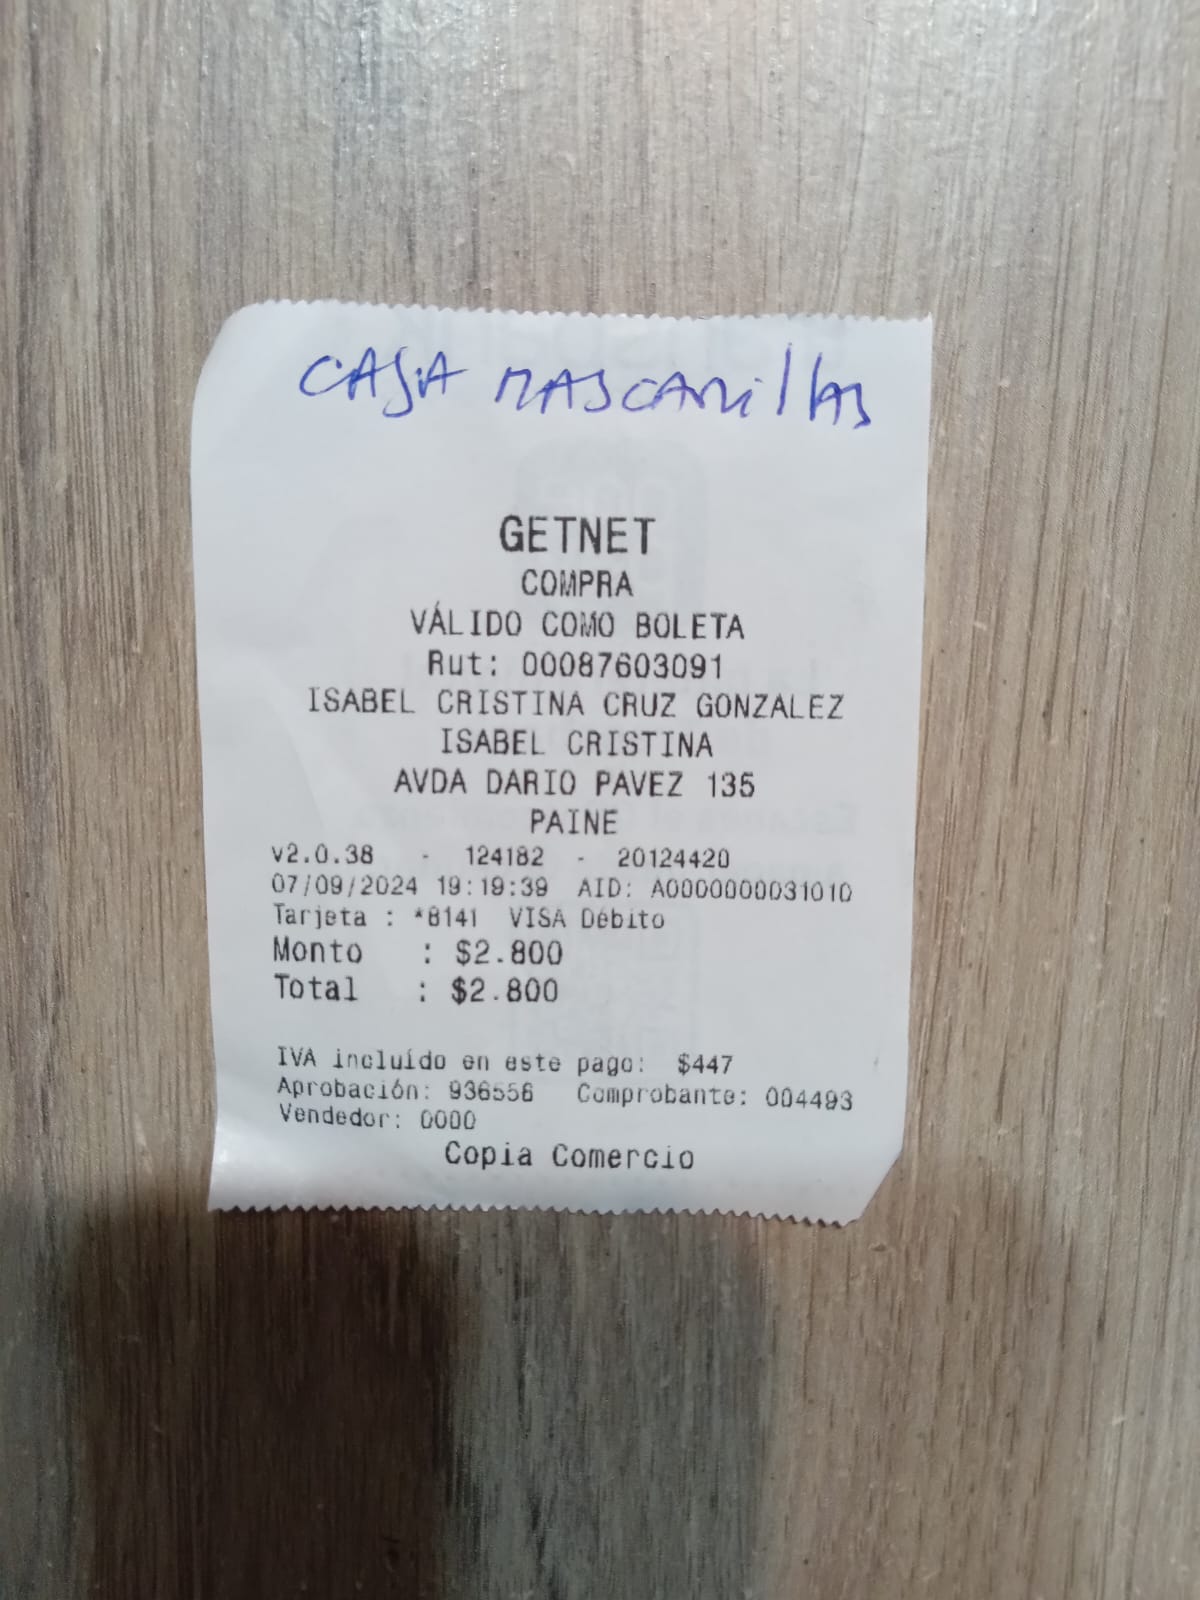 CAJA MASCARillAS
GETNET
COMPRA
VÁLIDO COMO BOLETA
Rut: 00087603091
ISABEL CRISTINA CRUZ GONZALEZ
ISABEL CRISTINA
AVDA DARIO PAVEZ 135
PAINE
v2.0.38 - 124182 - 20124420
07/09/2024 19:19:39 AID: A0000000031010
Tarjeta : *8141 VISA Débito
Monto : $2.800
Total : $2.800
IVA incluído en este pago: $447
Aprobación: 936556 Comprobante: 004493
Vendedor: 0000
Copia Comercio